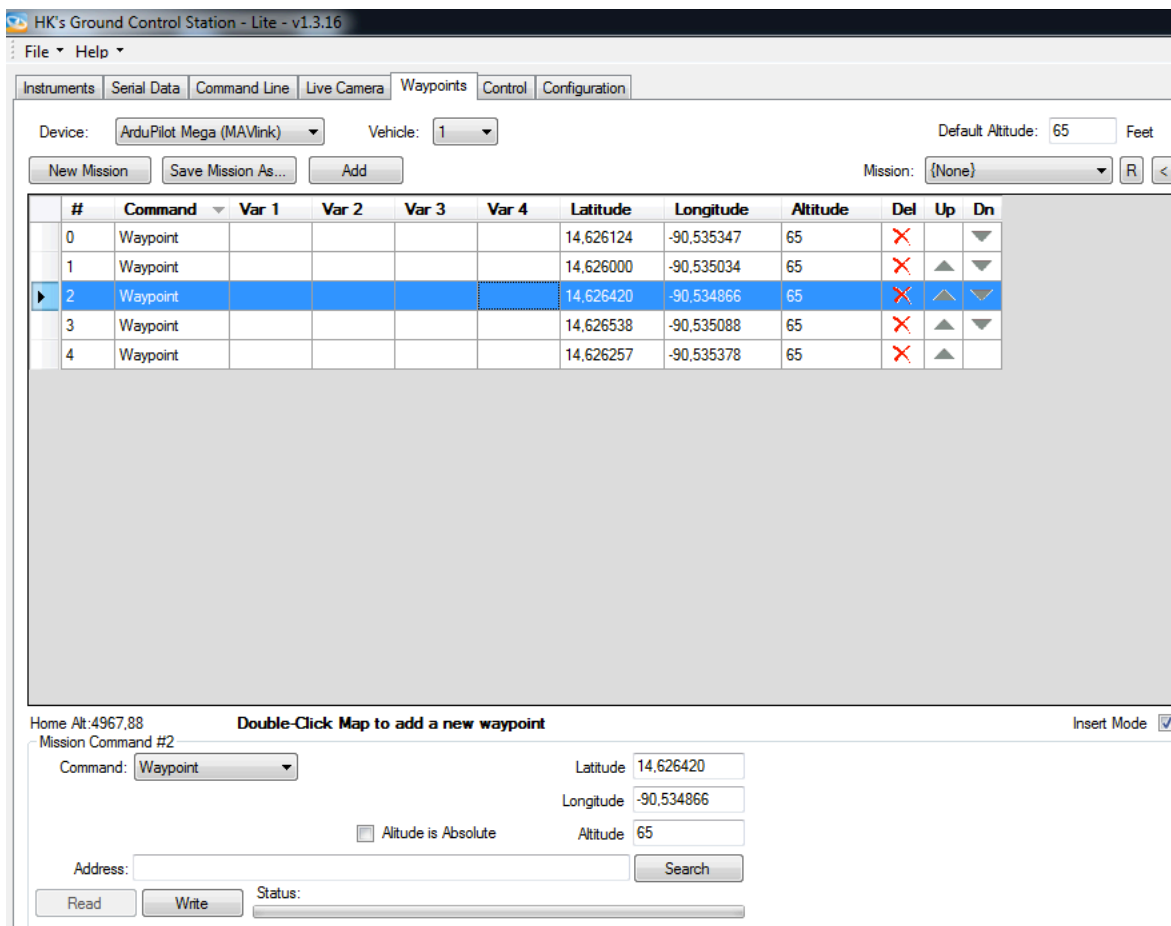 HK's Ground Control Station - Lite - v1.3.16
File Help
Instruments Serial Data Command Line Live Camera Waypoints Control Configuration
Device: ArduPilot Mega (MAVlink) Vehicle: 1 Default Altitude: 65 Feet
New Mission Save Mission As... Add Mission: {None} R <
# Command Var 1 Var 2 Var 3 Var 4 Latitude Longitude Altitude Del Up Dn
0 Waypoint 14,626124 -90,535347 65
1 Waypoint 14,626000 -90,535034 65
2 Waypoint 14,626420 -90,534866 65
3 Waypoint 14,626538 -90,535088 65
4 Waypoint 14,626257 -90,535378 65
Home Alt:4967,88 Double-Click Map to add a new waypoint Insert Mode
Mission Command #2
Command: Waypoint Latitude 14,626420
Longitude -90,534866
Alitude is Absolute Altitude 65
Address: Search
Read Write Status: